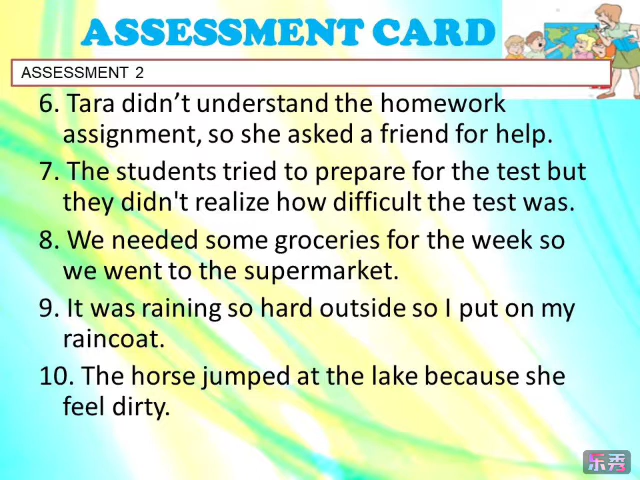 ASSESSMENT CARD
ASSESSMENT 2
6. Tara didn’t understand the homework
assignment, so she asked a friend for help.
7. The students tried to prepare for the test but
they didn't realize how difficult the test was.
8. We needed some groceries for the week so
we went to the supermarket.
9. It was raining so hard outside so I put on my
raincoat.
10. The horse jumped at the lake because she
feel dirty.
乐秀